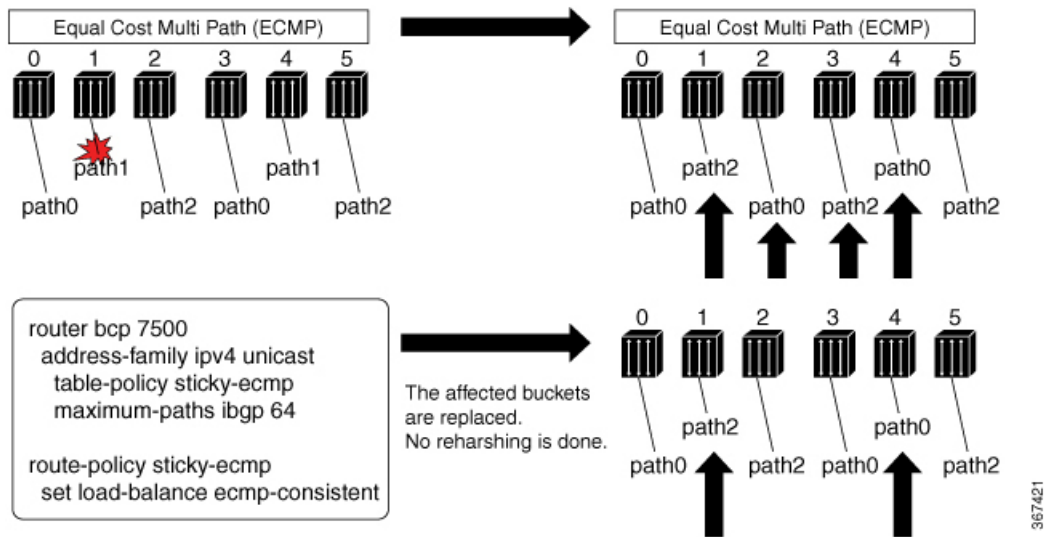 Equal Cost Multi Path (ECMP)
0 1 2 3 4 5
path1 path1
path0 path2 path0 path2
Equal Cost Multi Path (ECMP)
0 1 2 3 4 5
path2 path0
path0 path0 path2 path2
router bcp 7500
address-family ipv4 unicast
table-policy sticky-ecmp
maximum-paths ibgp 64
route-policy sticky-ecmp
set load-balance ecmp-consistent
The affected buckets
are replaced.
No reharshing is done.
0 1 2 3 4 5
path2 path0
path0 path2 path0 path2
367421